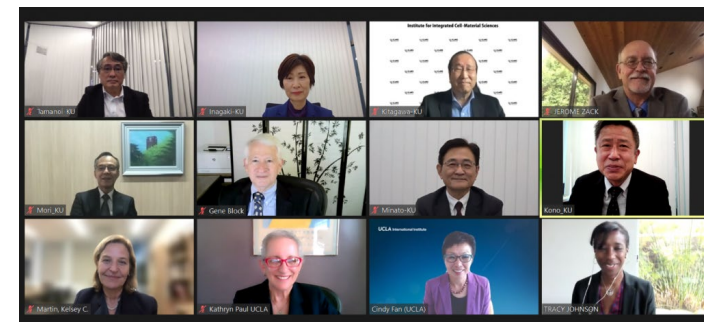 Institute for Integrated Cell-Material Sciences
Inagaki-KU
Kitagawa-KU
JEROME ZACK
Mori_KU
Gene Block
Minato-KU
Kono_KU
UCLA International Institute
Martin, Kelsey C.
Kathryn Paul UCLA
Cindy Fan (UCLA)
TRACY JOHNSON